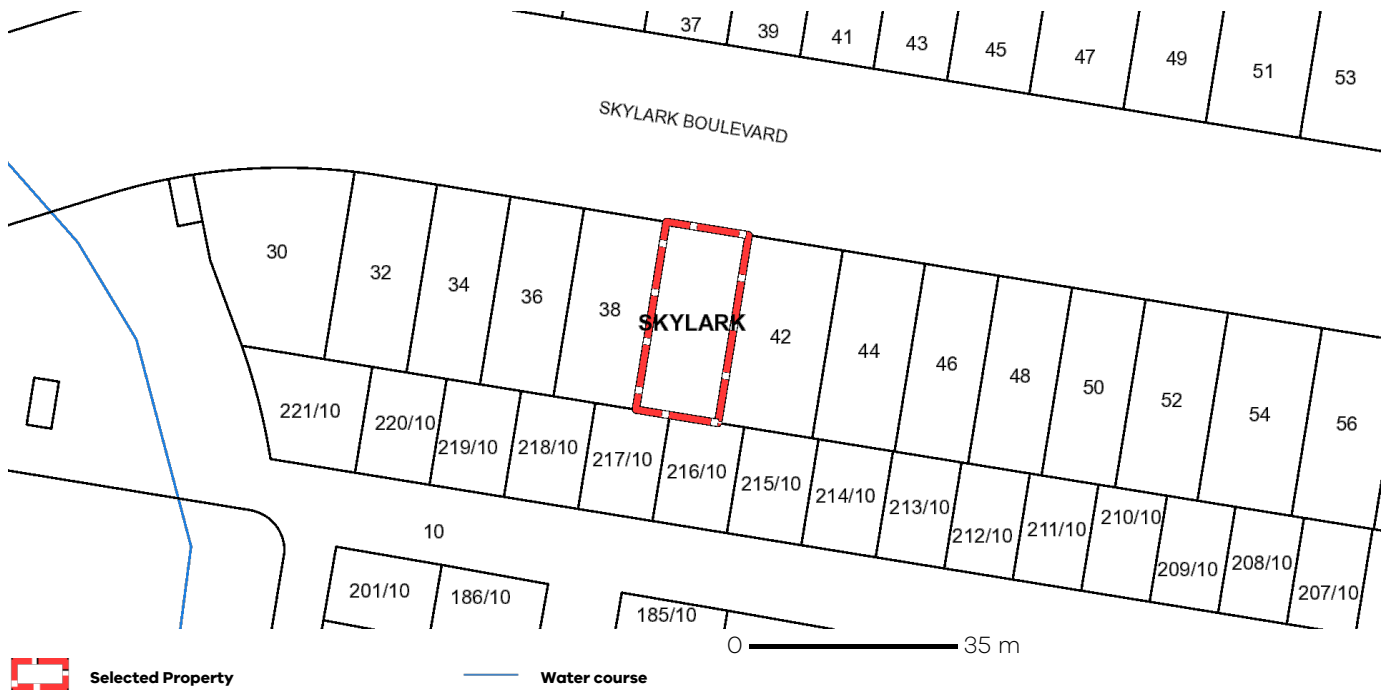 37 39 41 43 45 47 49 51 53
SKYLARK BOULEVARD
30 32 34 36 38 SKYLARK 42 44 46 48 50 52 54 56
221/10 220/10 219/10 218/10 217/10 216/10 215/10 214/10 213/10 212/10 211/10 210/10 209/10 208/10 207/10
10
201/10 186/10 185/10
0 35 m
Selected Property Water course